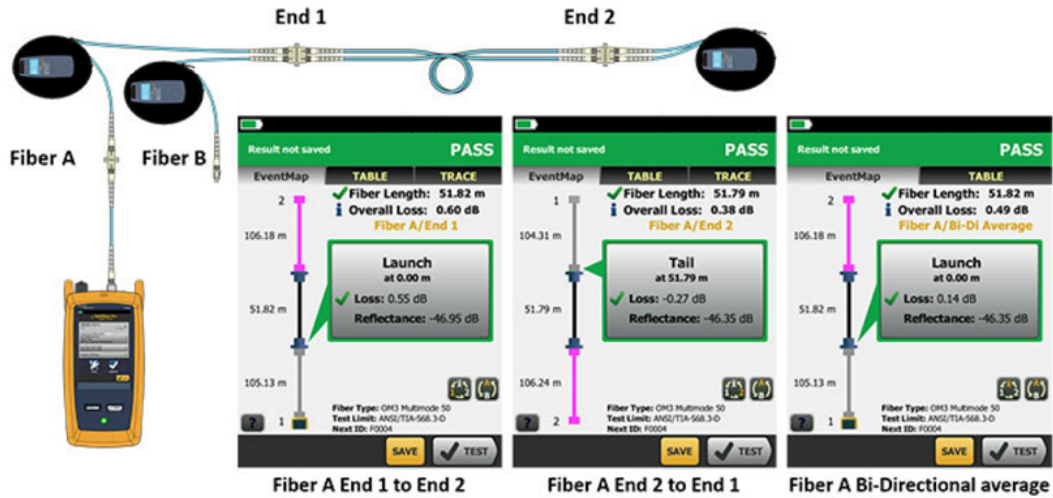 End 1
End 2
Fiber A
Fiber B
Result not saved
PASS
EventMap
TABLE
TRACE
Fiber Length: 51.82 m
Overall Loss: 0.60 dB
Fiber A/End 1
2
106.18 m
Launch
at 0.00 m
Loss: 0.55 dB
Reflectance: -46.95 dB
51.82 m
105.13 m
1
Fiber Type: OM3 Multimode 50
Test Limit: ANSI/TIA-568.3-D
Next ID: F0004
?
SAVE
TEST
Fiber A End 1 to End 2
Result not saved
PASS
EventMap
TABLE
TRACE
Fiber Length: 51.79 m
Overall Loss: 0.38 dB
Fiber A/End 2
1
104.31 m
Tail
at 51.79 m
Loss: -0.27 dB
Reflectance: -46.35 dB
51.79 m
106.24 m
2
Fiber Type: OM3 Multimode 50
Test Limit: ANSI/TIA-568.3-D
Next ID: F0004
?
SAVE
TEST
Fiber A End 2 to End 1
Result not saved
PASS
EventMap
TABLE
TRACE
Fiber Length: 51.82 m
Overall Loss: 0.49 dB
Fiber A/Bi-Di Average
2
106.18 m
Launch
at 0.00 m
Loss: 0.14 dB
Reflectance: -46.35 dB
51.82 m
105.13 m
1
Fiber Type: OM3 Multimode 50
Test Limit: ANSI/TIA-568.3-D
Next ID: F0004
?
SAVE
TEST
Fiber A Bi-Directional average